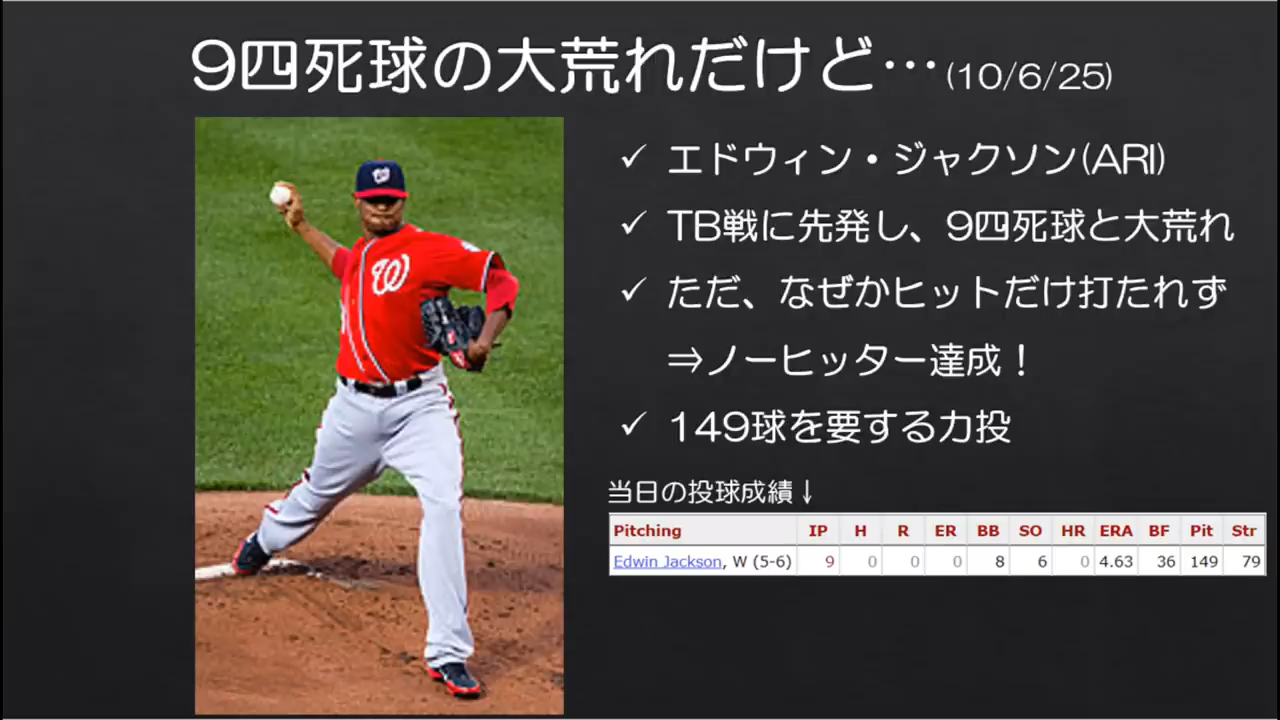 9四死球の大荒れだけど…(10/6/25)
✓ エドウィン・ジャクソン(ARI)
✓ TB戦に先発し、9四死球と大荒れ
✓ ただ、なぜかヒットだけ打たれず
⇒ノーヒッター達成！
✓ 149球を要する力投
当日の投球成績↓
Pitching IP H R ER BB SO HR ERA BF Pit Str
Edwin Jackson, W (5-6) 9 0 0 0 8 6 0 4.63 36 149 79
W
W